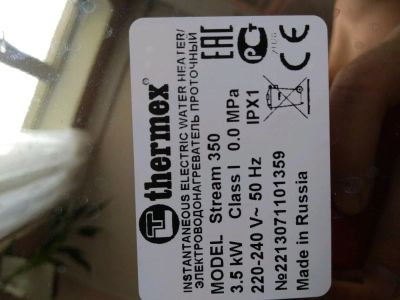 thermex®
INSTANTANEOUS ELECTRIC WATER HEATER/
ЭЛЕКТРОВОДОНАГРЕВАТЕЛЬ ПРОТОЧНЫЙ
MODEL Stream 350
3.5 kW Class I 0.0 MPa
220-240 V~ 50 Hz IPX1
№2213071101359
Made in Russia
EAC
PC
CE